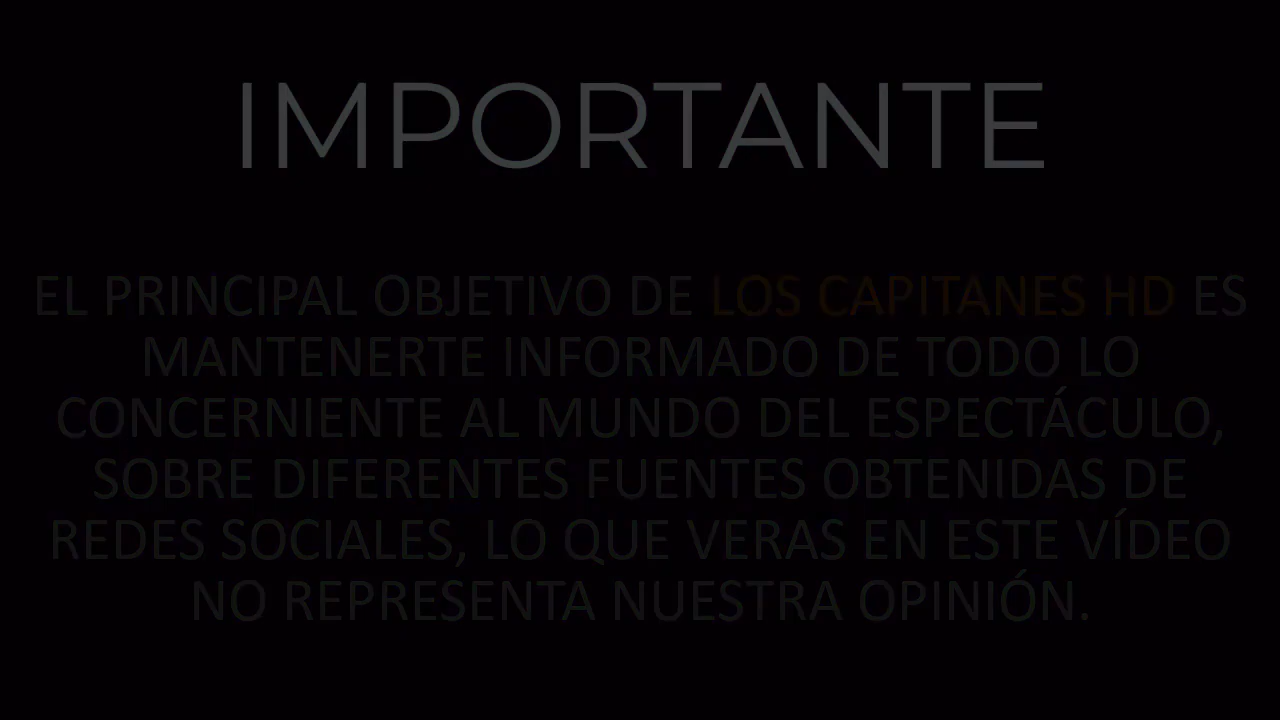 IMPORTANTE
EL PRINCIPAL OBJETIVO DE LOS CAPITANES HD ES
MANTENERTE INFORMADO DE TODO LO
CONCERNIENTE AL MUNDO DEL ESPECTÁCULO,
SOBRE DIFERENTES FUENTES OBTENIDAS DE
REDES SOCIALES, LO QUE VERAS EN ESTE VÍDEO
NO REPRESENTA NUESTRA OPINIÓN.